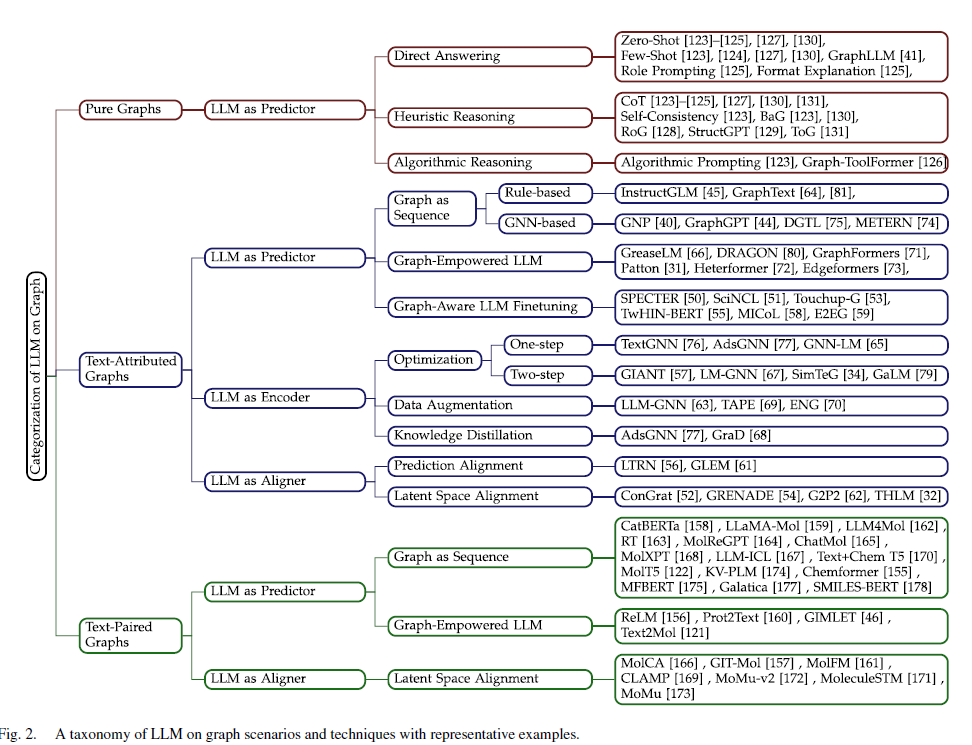 Categorization of LLM on Graph
Pure Graphs
LLM as Predictor
Direct Answering
Zero-Shot [123]–[125], [127], [130],
Few-Shot [123], [124], [127], [130], GraphLLM [41],
Role Prompting [125], Format Explanation [125],
Heuristic Reasoning
CoT [123]–[125], [127], [130], [131],
Self-Consistency [123], BaG [123], [130],
RoG [128], StructGPT [129], ToG [131]
Algorithmic Reasoning
Algorithmic Prompting [123], Graph-ToolFormer [126]
Text-Attributed
Graphs
LLM as Predictor
Graph as
Sequence
Rule-based
InstructGLM [45], GraphText [64], [81],
GNN-based
GNP [40], GraphGPT [44], DGTL [75], METERN [74]
Graph-Empowered LLM
GreaseLM [66], DRAGON [80], GraphFormers [71],
Patton [31], Heterformer [72], Edgeformers [73],
Graph-Aware LLM Finetuning
SPECTER [50], SciNCL [51], Touchup-G [53],
TwHIN-BERT [55], MICoL [58], E2EG [59]
LLM as Encoder
Optimization
One-step
TextGNN [76], AdsGNN [77], GNN-LM [65]
Two-step
GIANT [57], LM-GNN [67], SimTeG [34], GaLM [79]
Data Augmentation
LLM-GNN [63], TAPE [69], ENG [70]
Knowledge Distillation
AdsGNN [77], GraD [68]
LLM as Aligner
Prediction Alignment
LTRN [56], GLEM [61]
Latent Space Alignment
ConGrat [52], GRENADE [54], G2P2 [62], THLM [32]
Text-Paired
Graphs
LLM as Predictor
Graph as Sequence
CatBERTa [158] , LLaMA-Mol [159] , LLM4Mol [162] ,
RT [163] , MolReGPT [164] , ChatMol [165] ,
MolXPT [168] , LLM-ICL [167] , Text+Chem T5 [170] ,
MolT5 [122] , KV-PLM [174] , Chemformer [155] ,
MFBERT [175] , Galatica [177] , SMILES-BERT [178]
Graph-Empowered LLM
ReLM [156] , Prot2Text [160] , GIMLET [46] ,
Text2Mol [121]
LLM as Aligner
Latent Space Alignment
MolCA [166] , GIT-Mol [157] , MolFM [161] ,
CLAMP [169] , MoMu-v2 [172] , MoleculeSTM [171] ,
MoMu [173]
Fig. 2. A taxonomy of LLM on graph scenarios and techniques with representative examples.